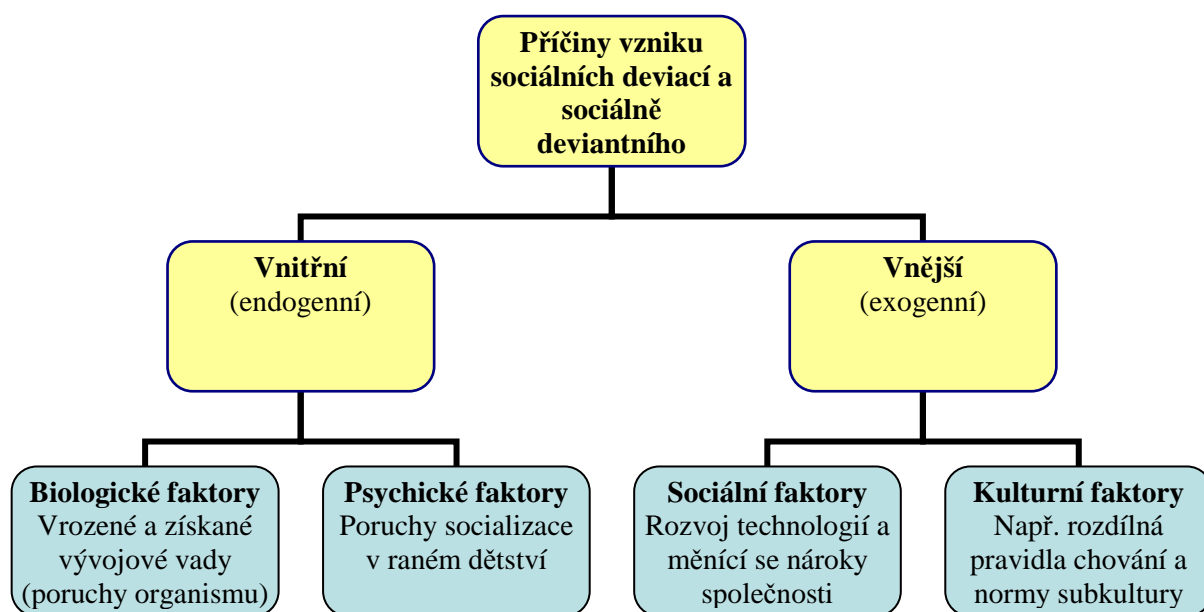 Příčiny vzniku
sociálních deviací a
sociálně
deviantního
Vnitřní
(endogenní)
Vnější
(exogenní)
Biologické faktory
Vrozené a získané
vývojové vady
(poruchy organismu)
Psychické faktory
Poruchy socializace
v raném dětství
Sociální faktory
Rozvoj technologií a
měnící se nároky
společnosti
Kulturní faktory
Např. rozdílná
pravidla chování a
normy subkultury